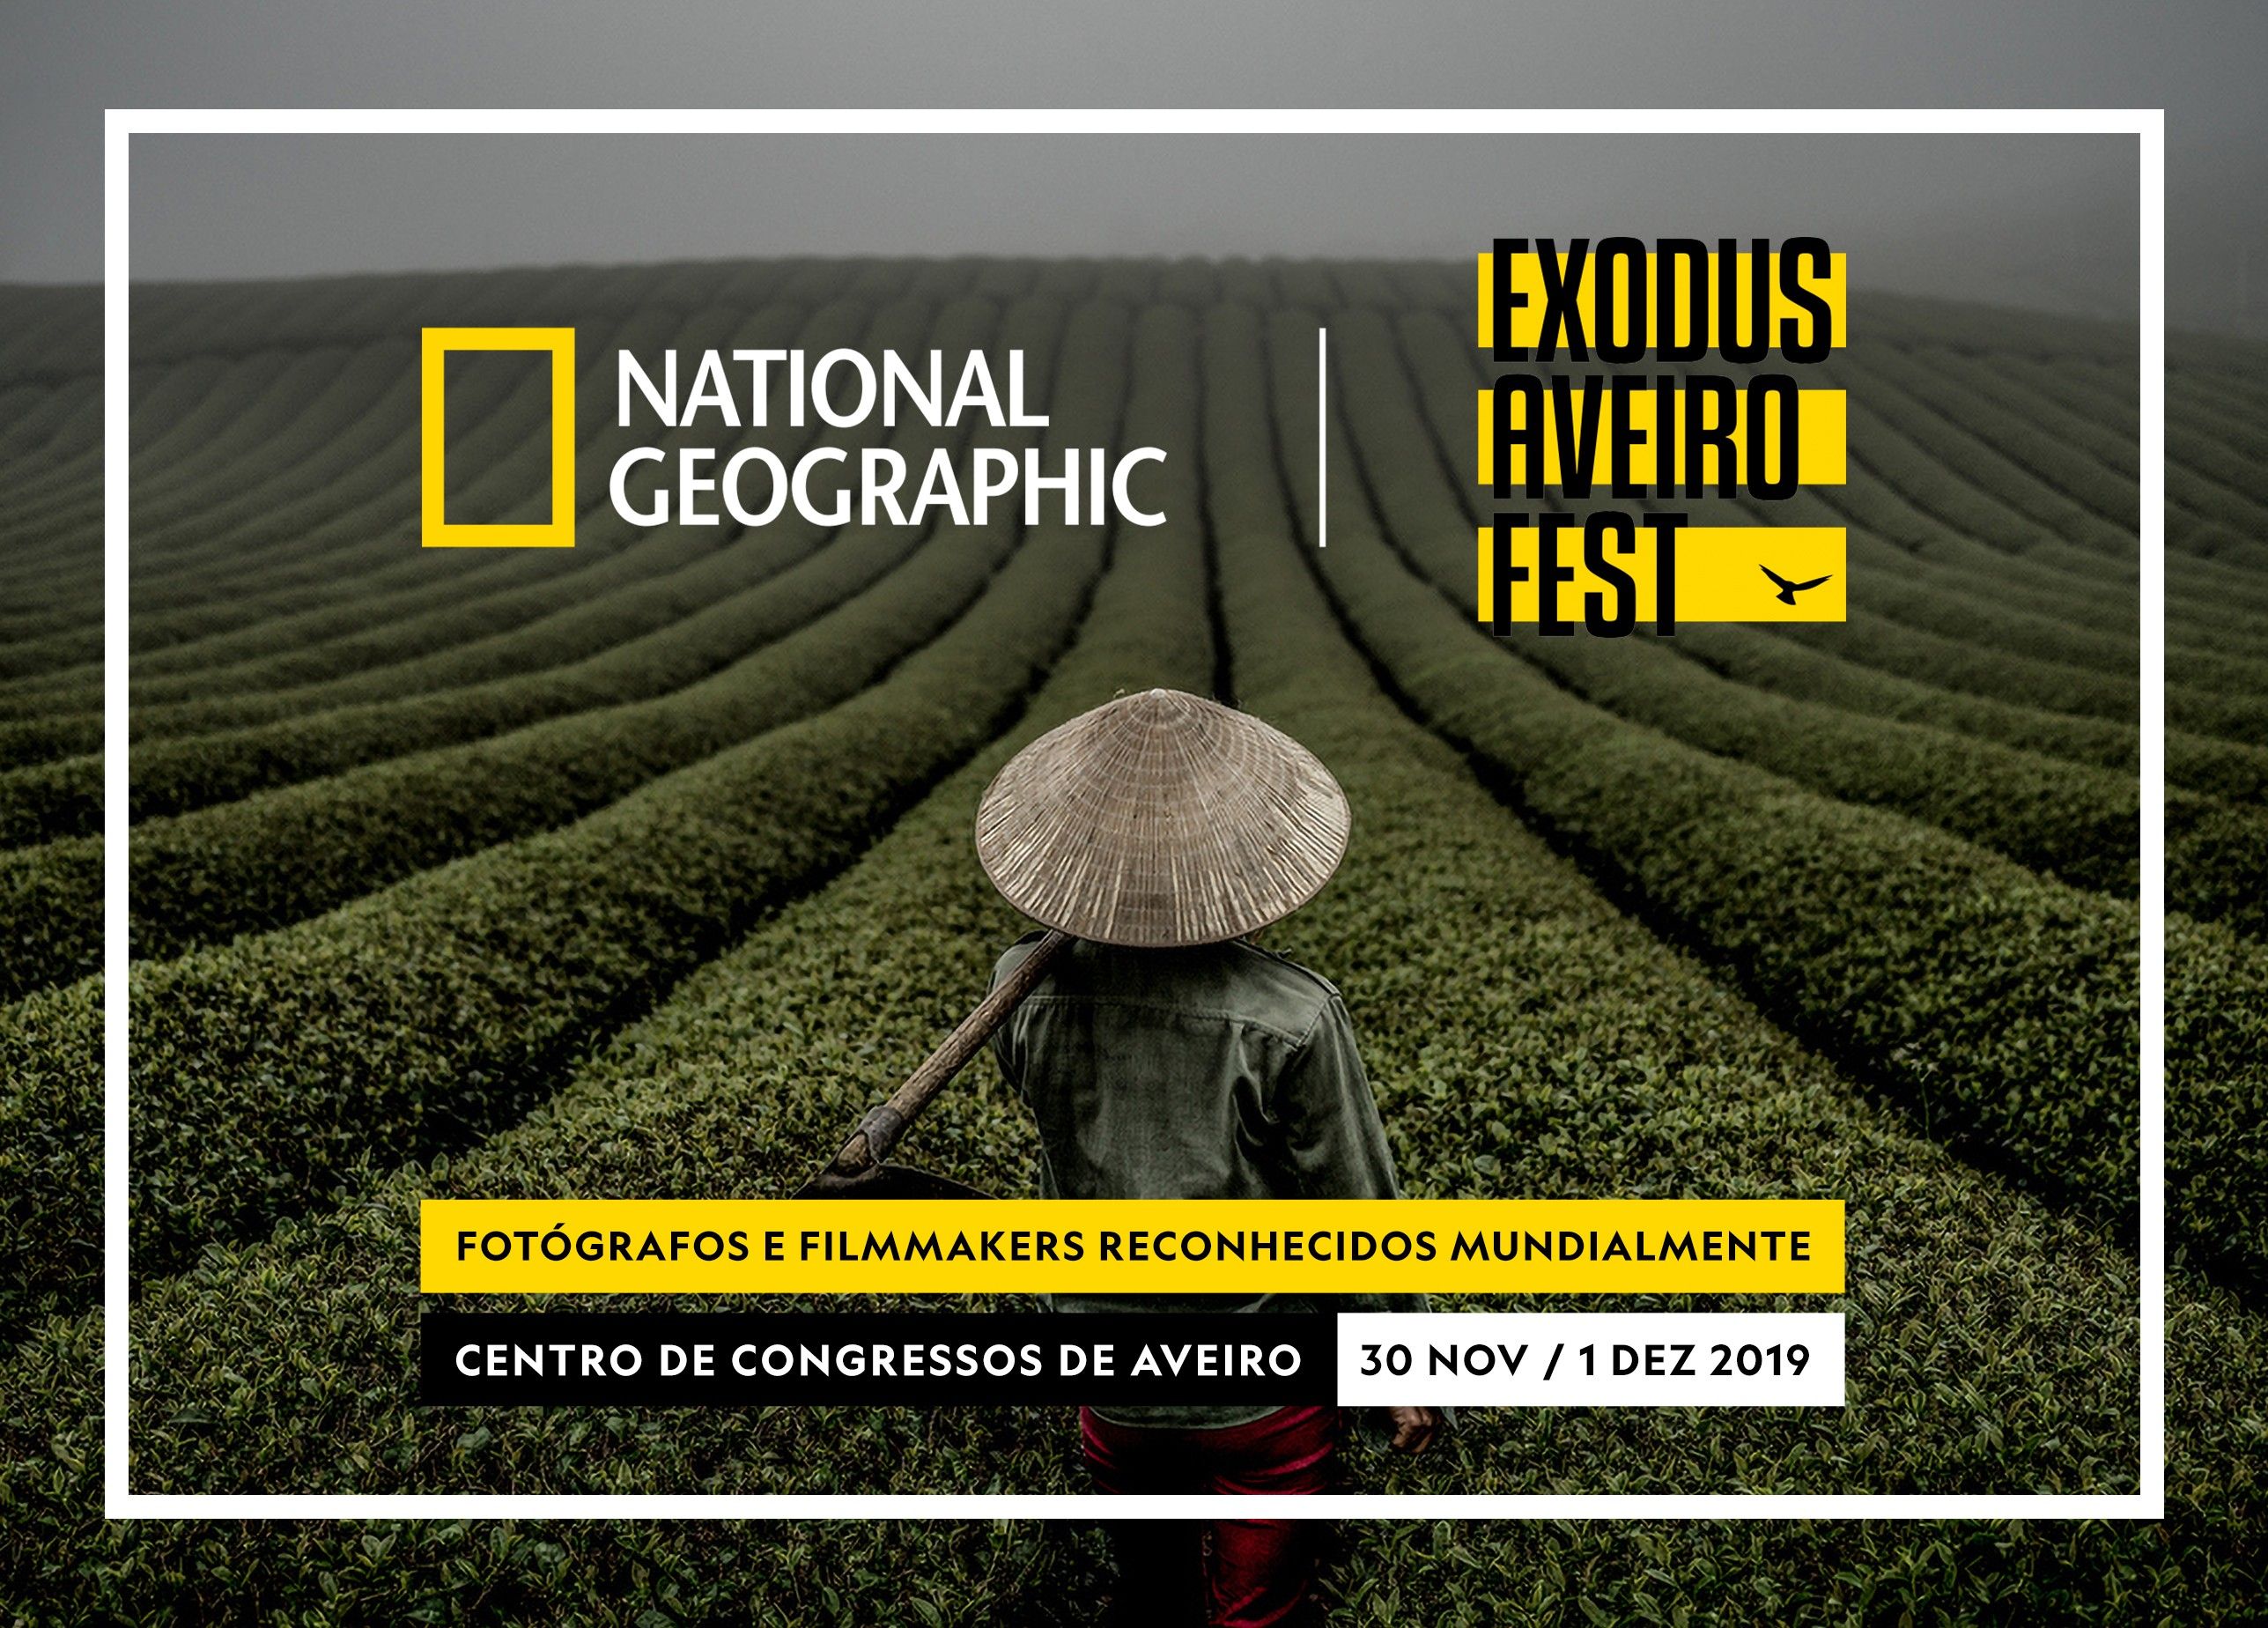 NATIONAL
GEOGRAPHIC
EXODUS
AVEIRO
FEST
FOTÓGRAFOS E FILMMAKERS RECONHECIDOS MUNDIALMENTE
CENTRO DE CONGRESSOS DE AVEIRO
30 NOV / 1 DEZ 2019